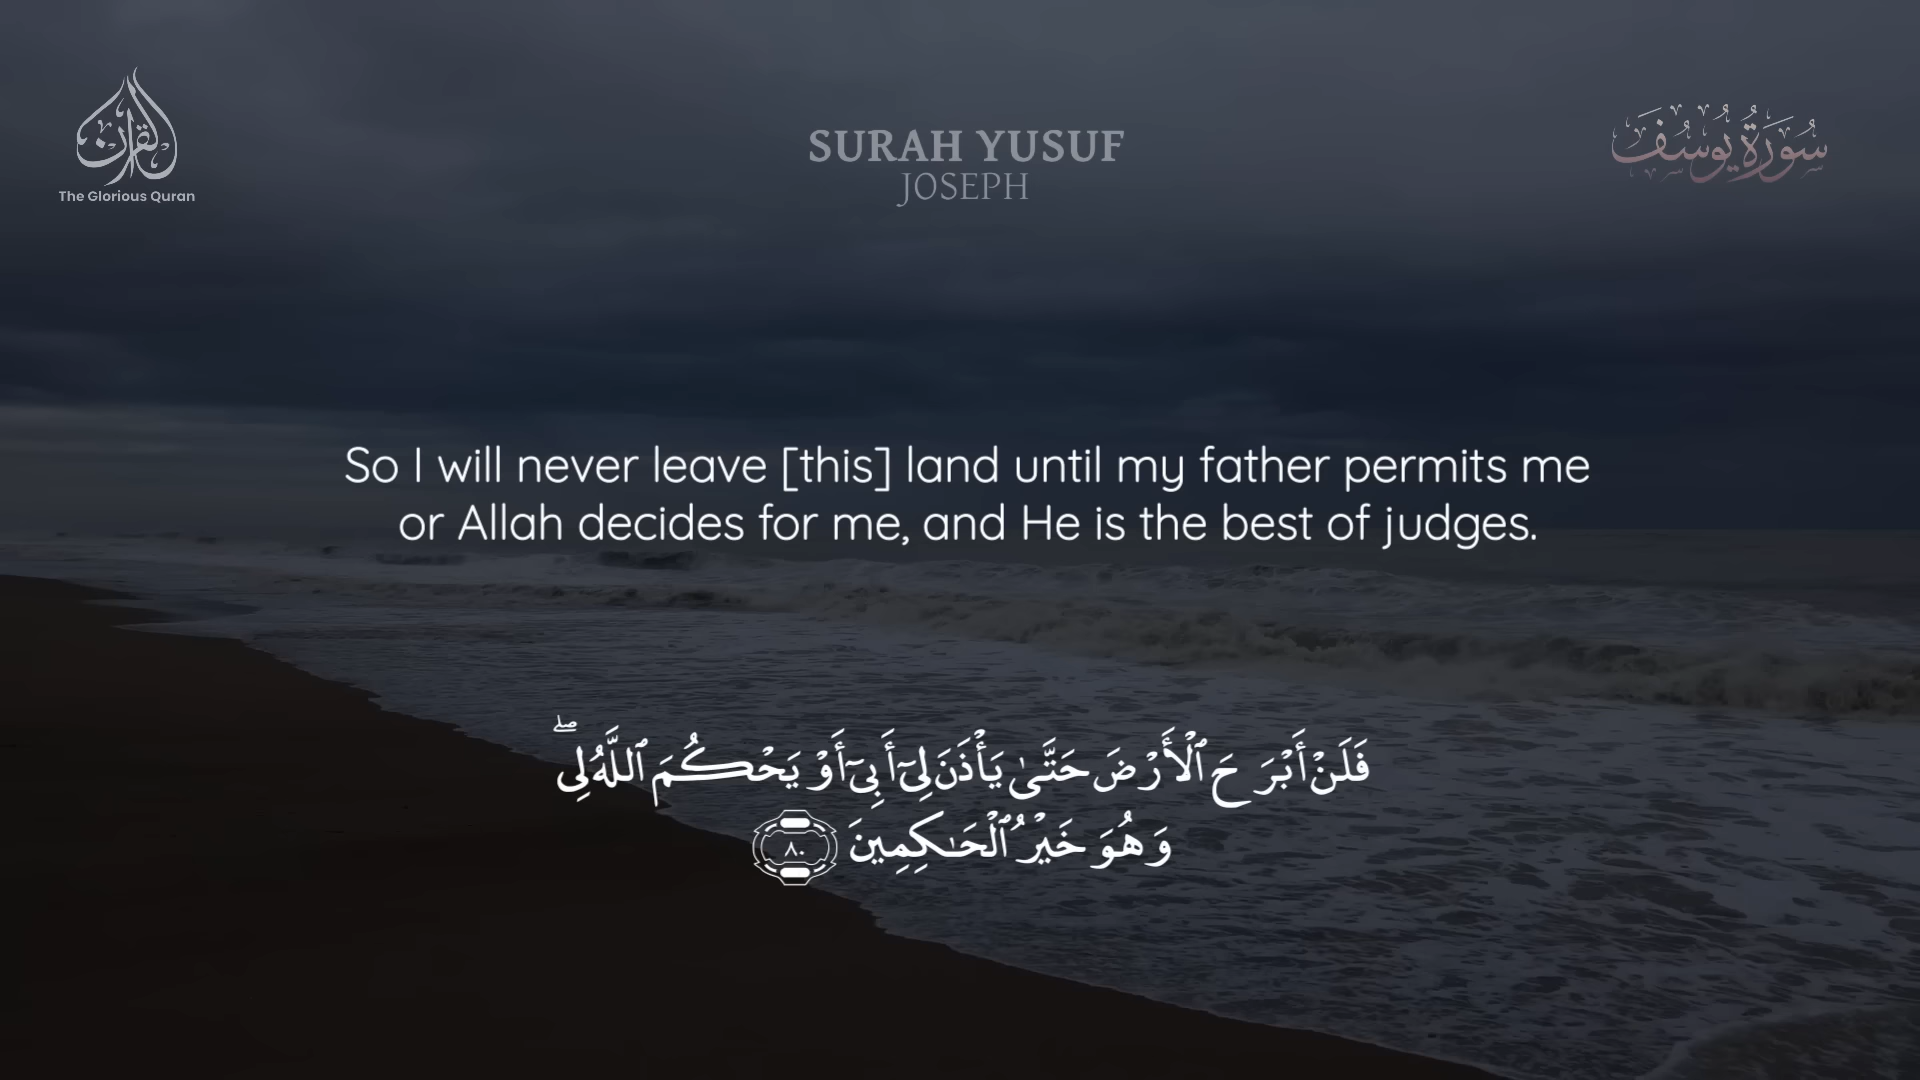 القرآن
The Glorious Quran
SURAH YUSUF
JOSEPH
سُورَةُ يُوسُفَ
So I will never leave [this] land until my father permits me
or Allah decides for me, and He is the best of judges.
فَلَنْ أَبْرَحَ ٱلْأَرْضَ حَتَّىٰ يَأْذَنَ لِىٓ أَبِىٓ أَوْ يَحْكُمَ ٱللَّهُ لِى ۖ
وَهُوَ خَيْرُ ٱلْحَـٰكِمِينَ ٨٠